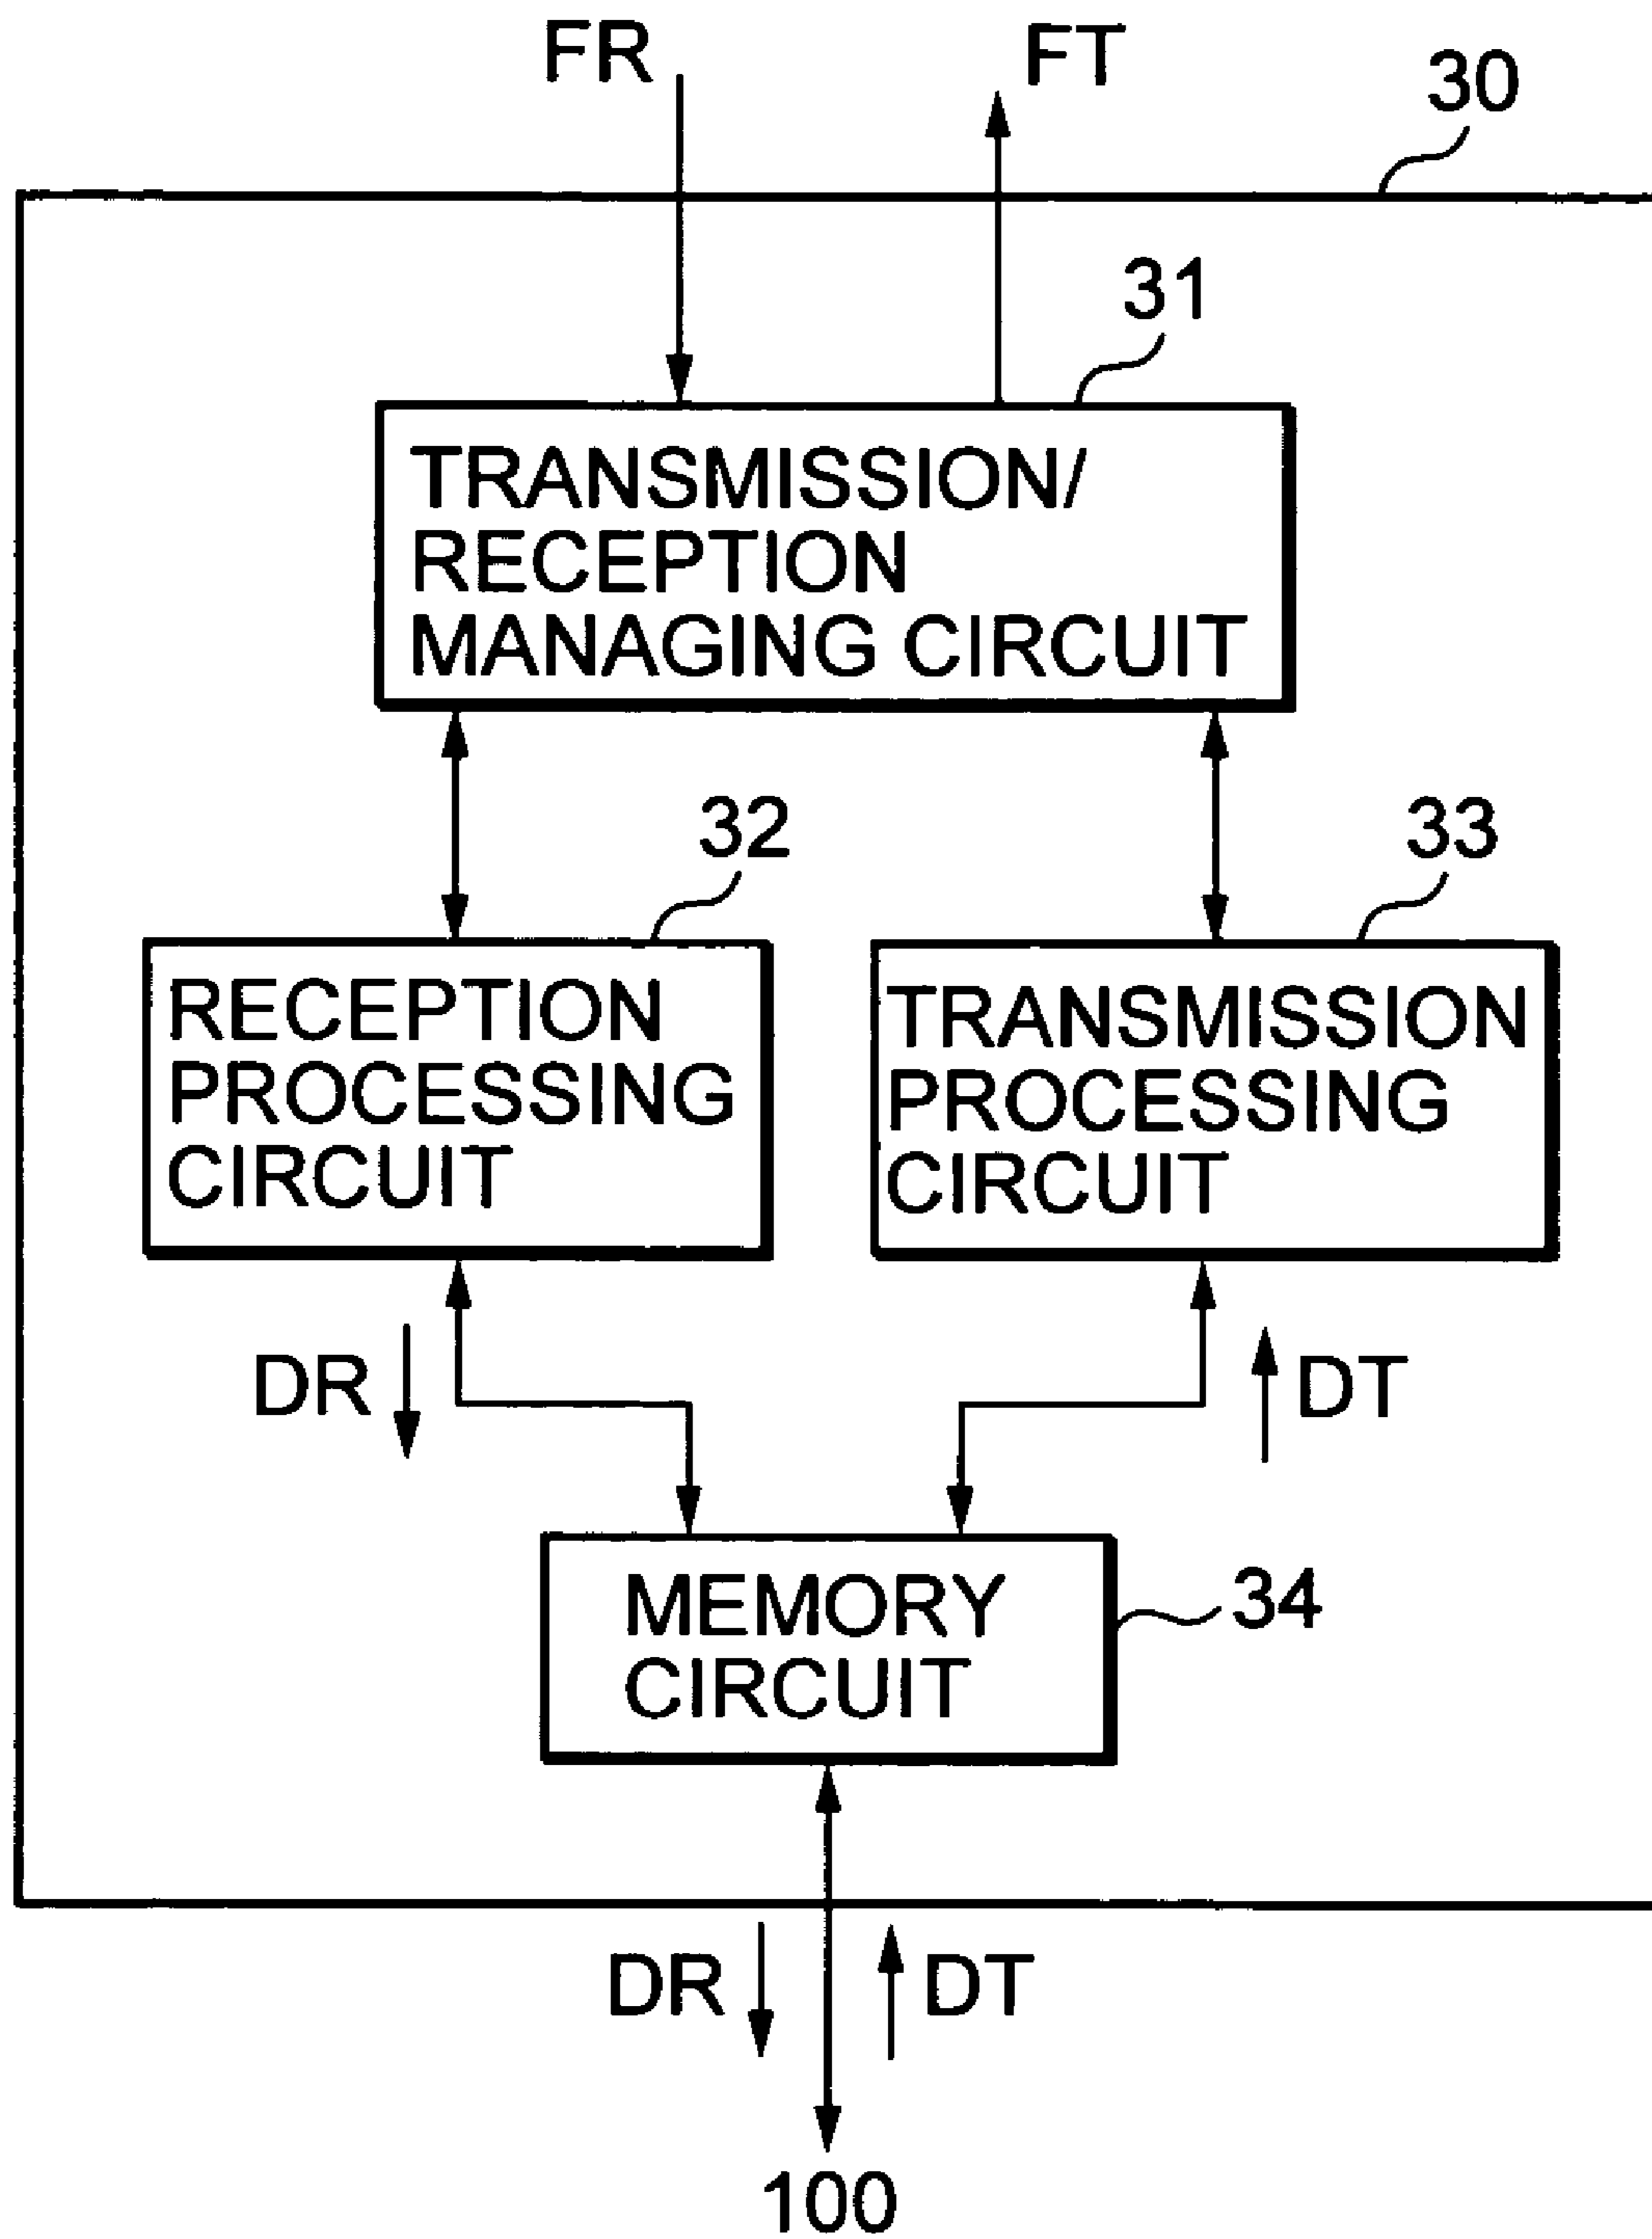 FR
FT
30
31
TRANSMISSION/
RECEPTION
MANAGING CIRCUIT
32
33
RECEPTION
PROCESSING
CIRCUIT
TRANSMISSION
PROCESSING
CIRCUIT
DR
DT
MEMORY
CIRCUIT
34
DR
DT
100